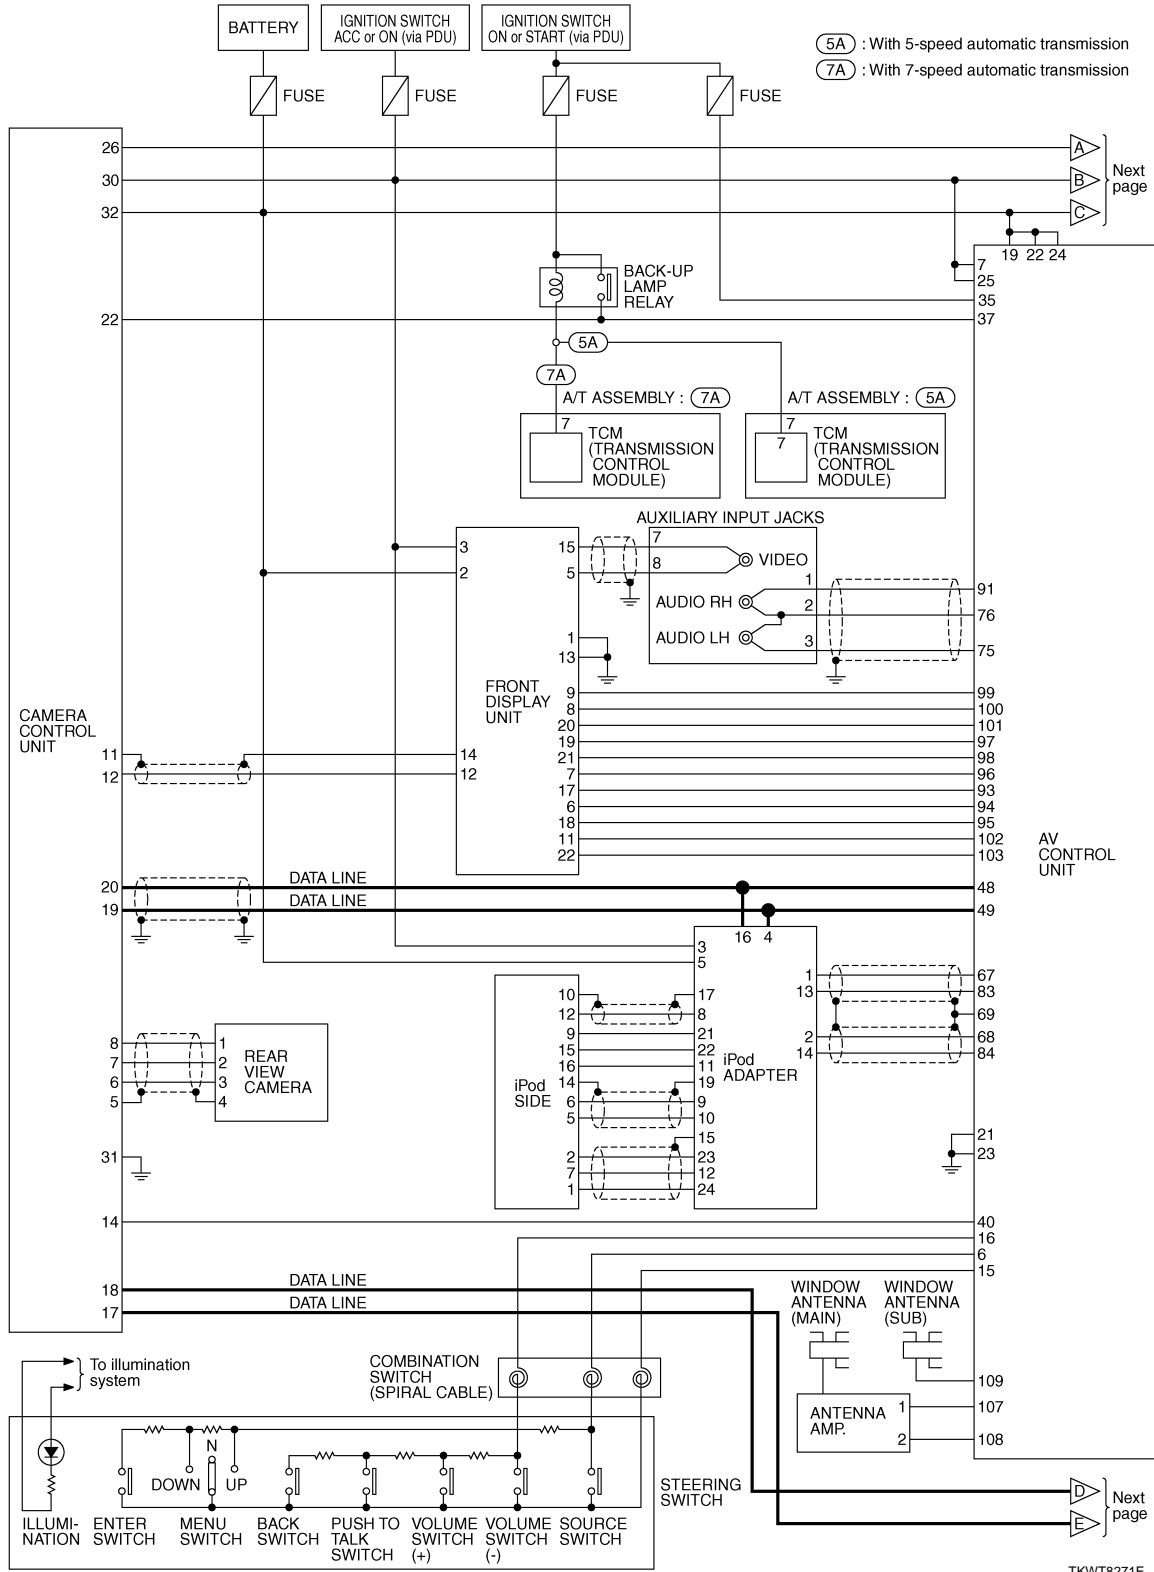 BATTERY
IGNITION SWITCH
ACC or ON (via PDU)
IGNITION SWITCH
ON or START (via PDU)
5A : With 5-speed automatic transmission
7A : With 7-speed automatic transmission
FUSE
FUSE
FUSE
FUSE
26
A
30
B
32
C
Next
page
19 22 24
7
25
35
37
22
BACK-UP
LAMP
RELAY
5A
7A
A/T ASSEMBLY : 7A
7
TCM
(TRANSMISSION
CONTROL
MODULE)
A/T ASSEMBLY : 5A
7
7
TCM
(TRANSMISSION
CONTROL
MODULE)
AUXILIARY INPUT JACKS
3
2
15
5
7
8
VIDEO
AUDIO RH
AUDIO LH
1
2
3
91
76
75
1
13
FRONT
DISPLAY
UNIT
9
8
20
19
21
7
17
6
18
11
22
99
100
101
97
98
96
93
94
95
102
103
CAMERA
CONTROL
UNIT
11
12
14
12
AV
CONTROL
UNIT
20
DATA LINE
48
19
DATA LINE
49
16 4
3
5
1
13
2
14
67
83
69
68
84
10
12
9
15
16
14
6
5
2
7
1
17
8
21
22
11
19
9
10
15
23
12
24
iPod
SIDE
iPod
ADAPTER
8
7
6
5
1
2
3
4
REAR
VIEW
CAMERA
31
21
23
14
40
16
6
15
18
DATA LINE
17
DATA LINE
WINDOW
ANTENNA
(MAIN)
WINDOW
ANTENNA
(SUB)
109
107
108
ANTENNA
AMP.
1
2
To illumination
system
COMBINATION
SWITCH
(SPIRAL CABLE)
N
DOWN
UP
STEERING
SWITCH
ILLUMI-
NATION
ENTER
SWITCH
MENU
SWITCH
BACK
SWITCH
PUSH TO
TALK
SWITCH
VOLUME
SWITCH
(+)
VOLUME
SWITCH
(-)
SOURCE
SWITCH
D
E
Next
page
TKWT8271E